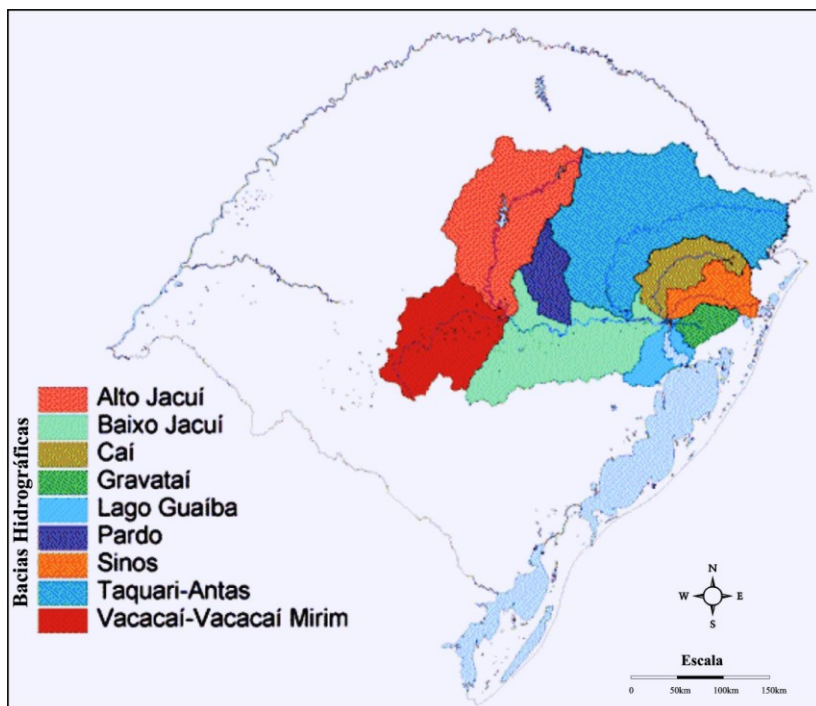 Bacias Hidrográficas
Alto Jacuí
Baixo Jacuí
Caí
Gravataí
Lago Guaíba
Pardo
Sinos
Taquari-Antas
Vacacaí-Vacacaí Mirim
N
W E
S
Escala
0 50km 100km 150km